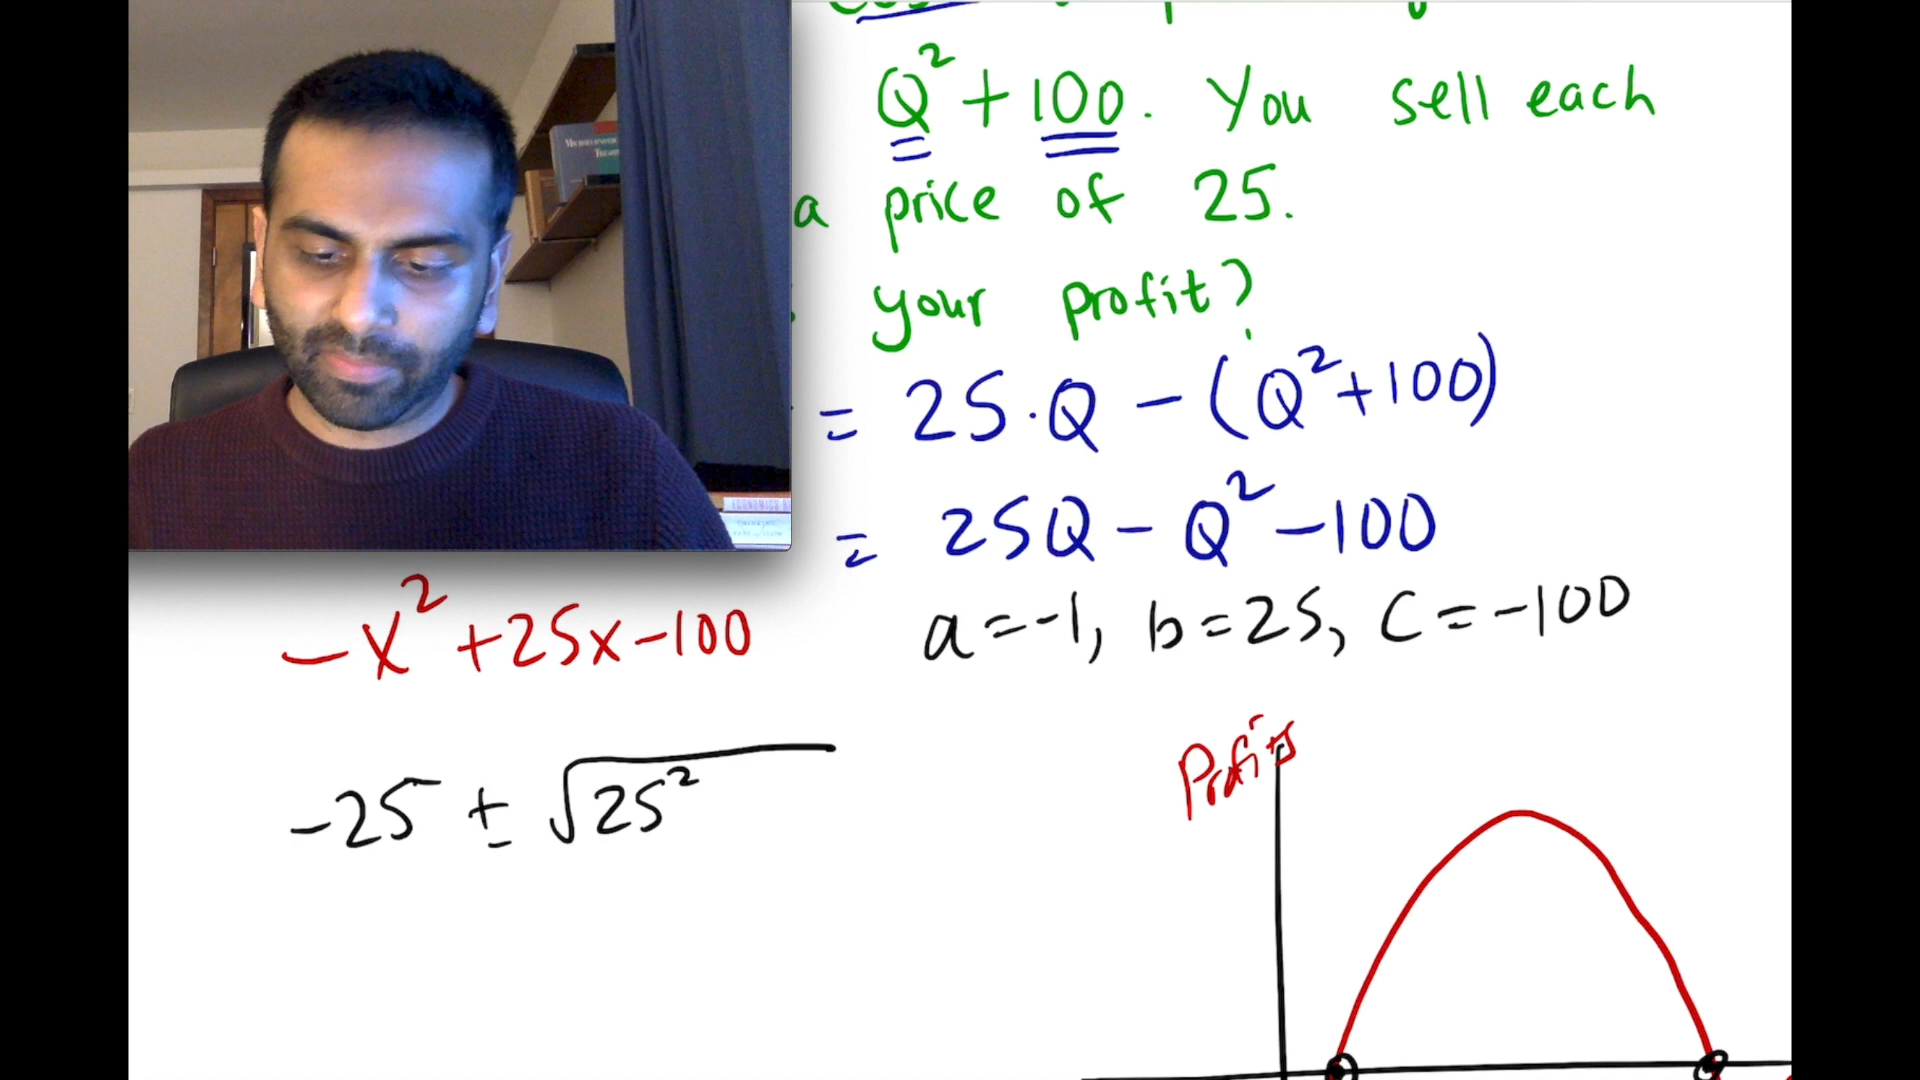 Q² + 100. You sell each
a price of 25.
your profit?
= 25·Q - (Q²+100)
= 25Q - Q² - 100
-x² + 25x - 100
a=-1, b=25, c=-100
-25 ± √25²
Profit